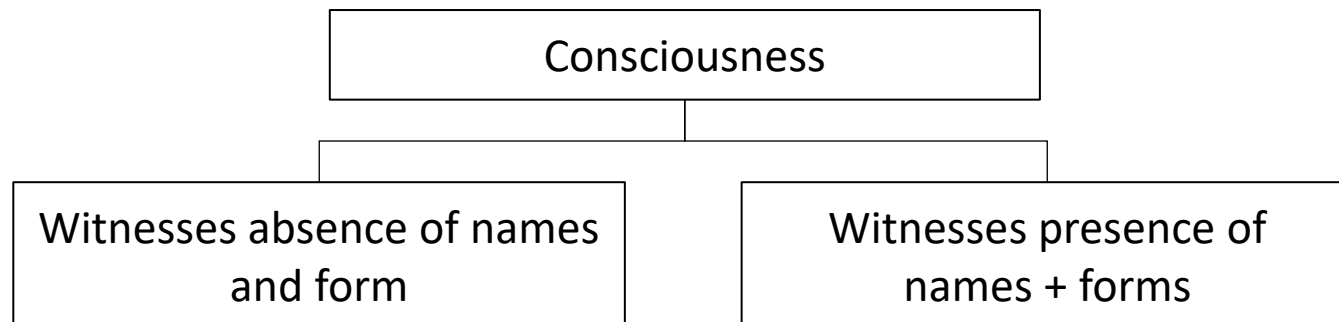 Consciousness
Witnesses absence of names
and form
Witnesses presence of
names + forms